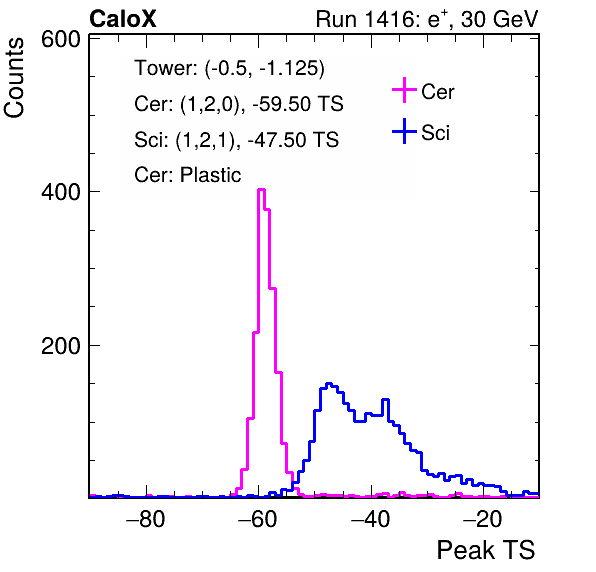 CaloX Run 1416: e⁺, 30 GeV
Counts
600
400
200
Tower: (-0.5, -1.125)
Cer: (1,2,0), -59.50 TS
Sci: (1,2,1), -47.50 TS
Cer: Plastic
Cer
Sci
−80 −60 −40 −20
Peak TS